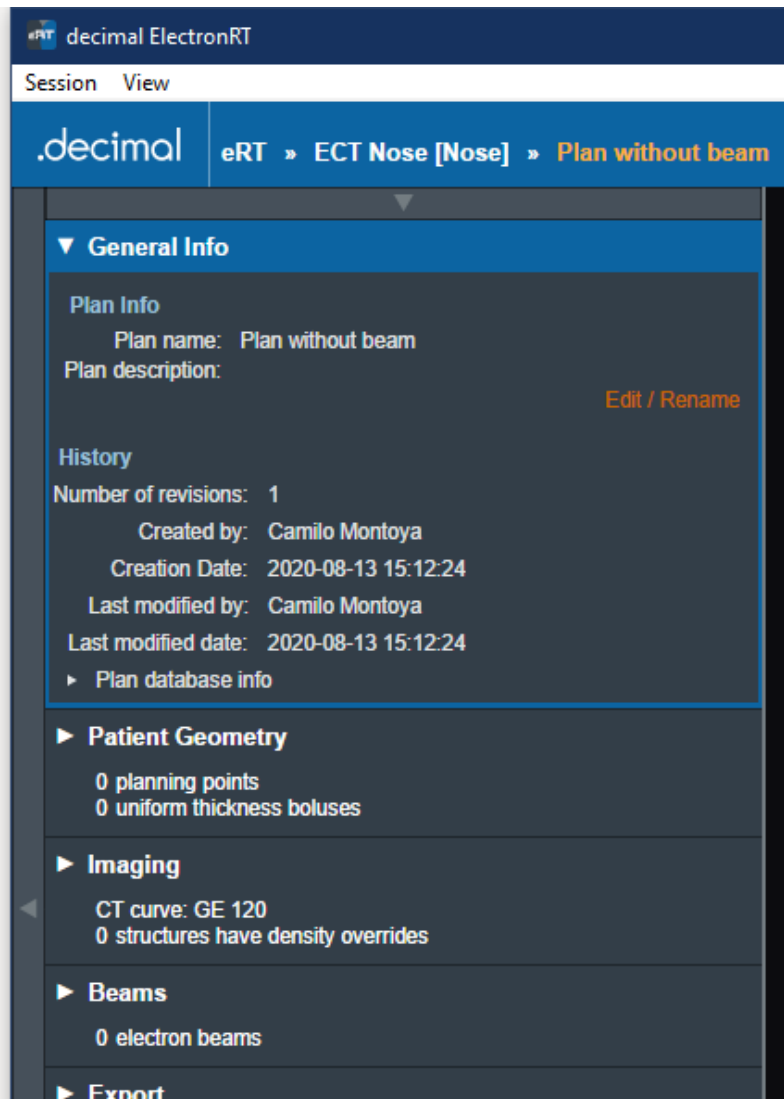 eRT decimal ElectronRT
Session View
.decimal eRT » ECT Nose [Nose] » Plan without beam
General Info
Plan Info
Plan name: Plan without beam
Plan description:
Edit / Rename
History
Number of revisions: 1
Created by: Camilo Montoya
Creation Date: 2020-08-13 15:12:24
Last modified by: Camilo Montoya
Last modified date: 2020-08-13 15:12:24
Plan database info
Patient Geometry
0 planning points
0 uniform thickness boluses
Imaging
CT curve: GE 120
0 structures have density overrides
Beams
0 electron beams
Export